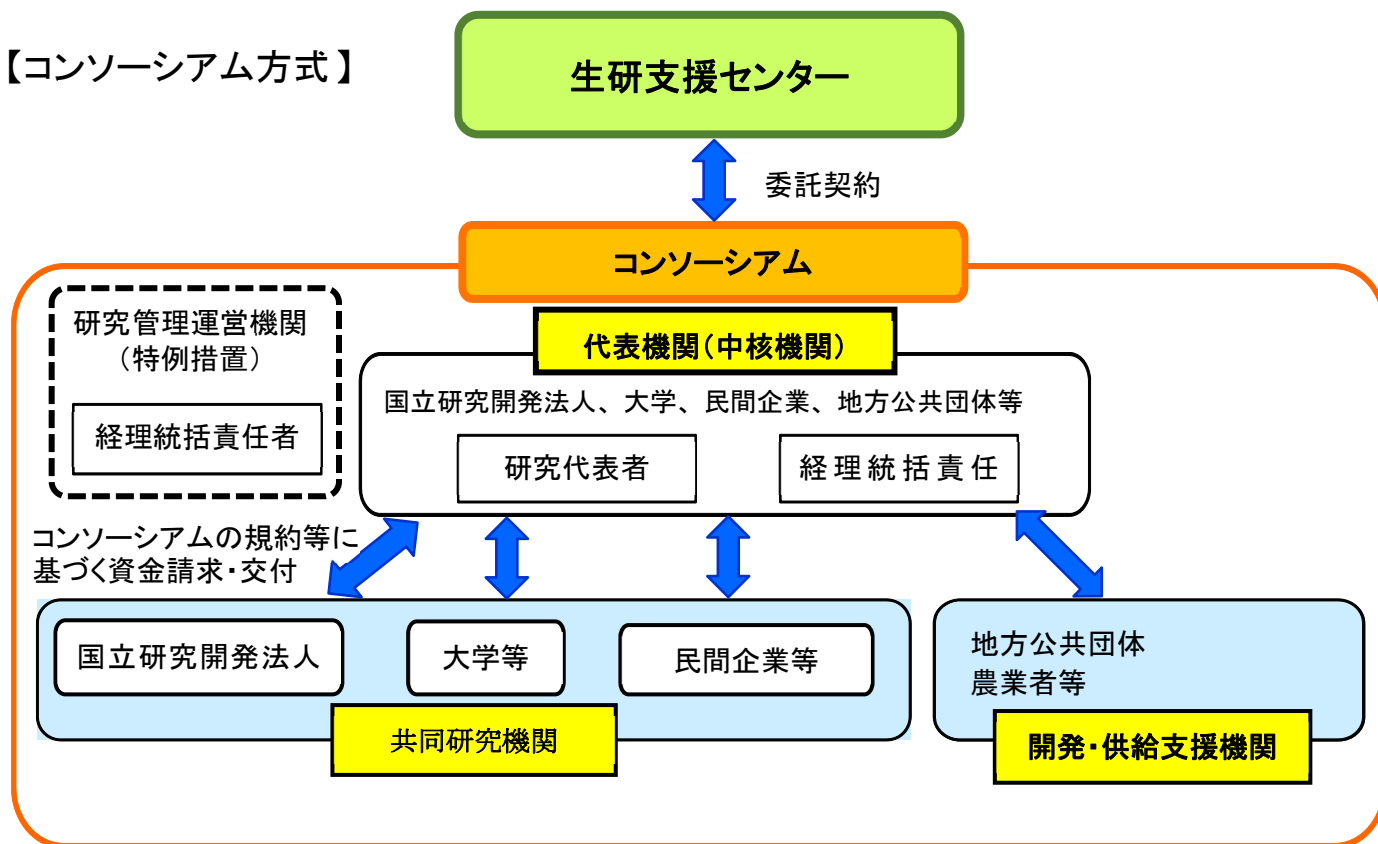 【コンソーシアム方式】
生研支援センター
委託契約
コンソーシアム
研究管理運営機関
（特例措置）
経理統括責任者
代表機関（中核機関）
国立研究開発法人、大学、民間企業、地方公共団体等
研究代表者
経理統括責任
コンソーシアムの規約等に
基づく資金請求・交付
国立研究開発法人
大学等
民間企業等
共同研究機関
地方公共団体
農業者等
開発・供給支援機関